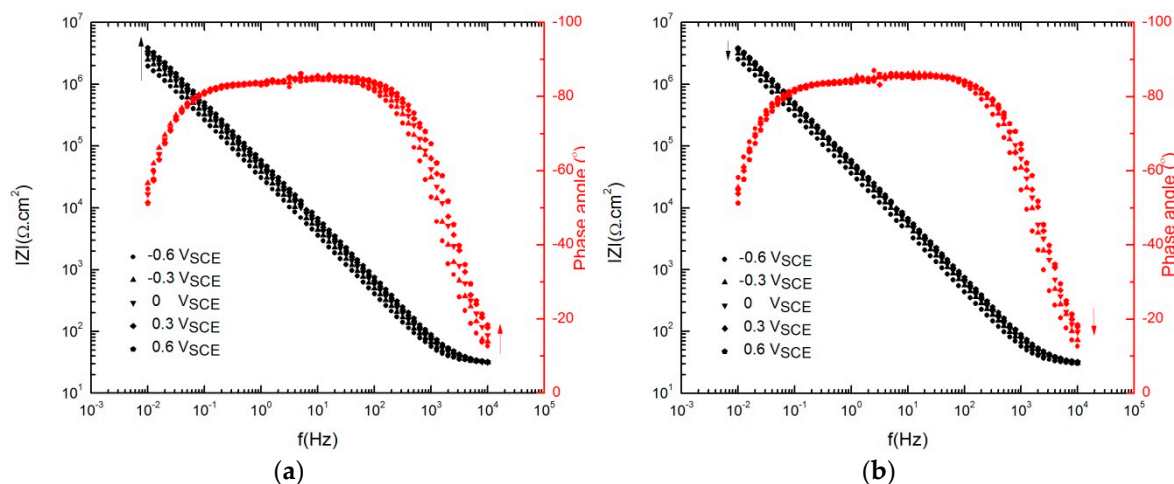 10⁷
10⁶
10⁵
10⁴
10³
10²
10¹
|Z|(Ω.cm²)
-0.6 V_SCE
-0.3 V_SCE
0 V_SCE
0.3 V_SCE
0.6 V_SCE
-100
-80
-60
-40
-20
0
Phase angle (°)
10⁻³ 10⁻² 10⁻¹ 10⁰ 10¹ 10² 10³ 10⁴ 10⁵
f(Hz)
(a)
10⁷
10⁶
10⁵
10⁴
10³
10²
10¹
|Z|(Ω.cm²)
-0.6 V_SCE
-0.3 V_SCE
0 V_SCE
0.3 V_SCE
0.6 V_SCE
-100
-80
-60
-40
-20
0
Phase angle (°)
10⁻³ 10⁻² 10⁻¹ 10⁰ 10¹ 10² 10³ 10⁴ 10⁵
f(Hz)
(b)